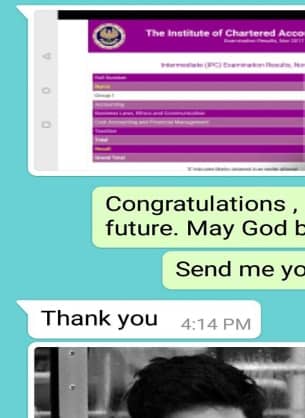 The Institute of Chartered Acco
Examination Results, Nov 2017
Intermediate (IPC) Examination Results, Nov
Roll Number
Name
Group I
Accounting
Business Laws, Ethics and Communication
Cost Accounting and Financial Management
Taxation
Total
Result
Grand Total
Congratulations ,
future. May God b
Send me yo
Thank you 4:14 PM